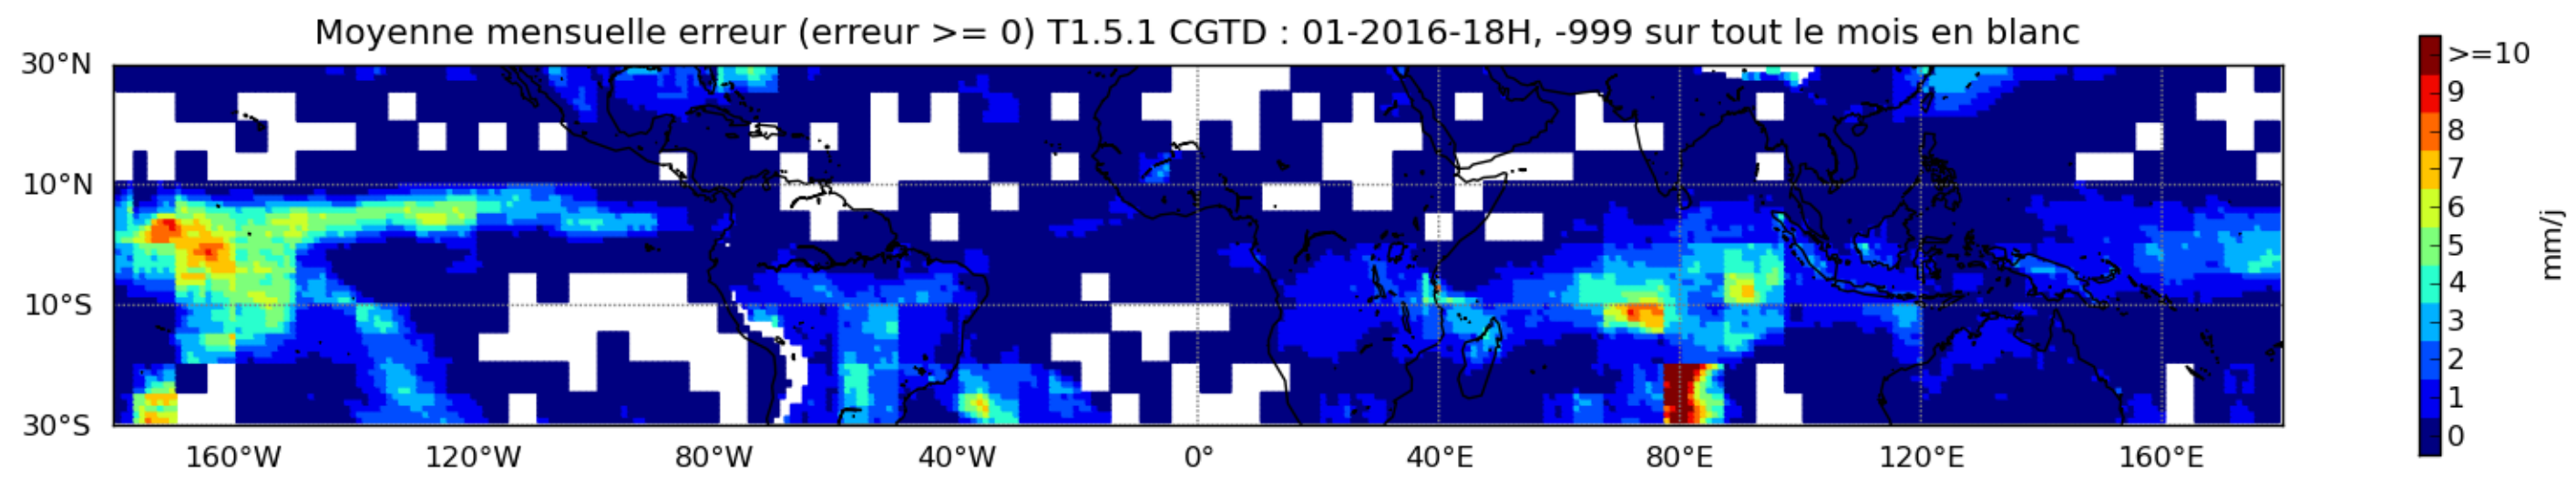 Moyenne mensuelle erreur (erreur >= 0) T1.5.1 CGTD : 01-2016-18H, -999 sur tout le mois en blanc
30°N
10°N
10°S
30°S
160°W 120°W 80°W 40°W 0° 40°E 80°E 120°E 160°E
>=10
9
8
7
6
5
4
3
2
1
0
mm/j